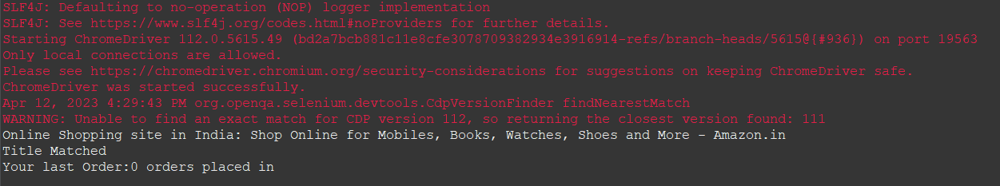 SLF4J: Defaulting to no-operation (NOP) logger implementation
SLF4J: See https://www.slf4j.org/codes.html#noProviders for further details.
Starting ChromeDriver 112.0.5615.49 (bd2a7bcb881c11e8cfe3078709382934e3916914-refs/branch-heads/5615@{#936}) on port 19563
Only local connections are allowed.
Please see https://chromedriver.chromium.org/security-considerations for suggestions on keeping ChromeDriver safe.
ChromeDriver was started successfully.
Apr 12, 2023 4:29:43 PM org.openqa.selenium.devtools.CdpVersionFinder findNearestMatch
WARNING: Unable to find an exact match for CDP version 112, so returning the closest version found: 111
Online Shopping site in India: Shop Online for Mobiles, Books, Watches, Shoes and More - Amazon.in
Title Matched
Your last Order:0 orders placed in